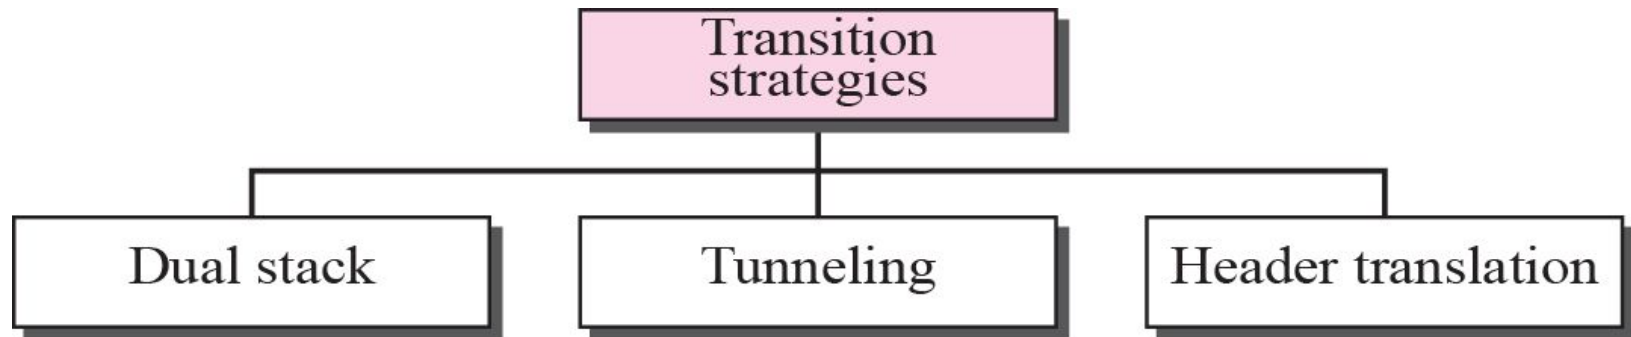 Transition
strategies
Dual stack
Tunneling
Header translation